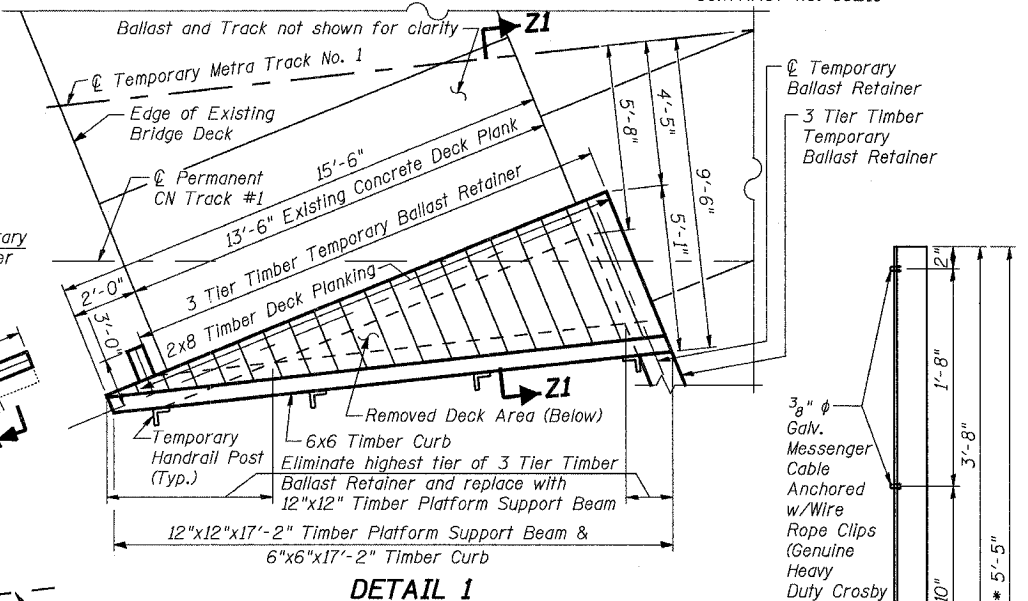 Ballast and Track not shown for clarity
Z1
℄ Temporary Metra Track No. 1
Edge of Existing
Bridge Deck
℄ Permanent
CN Track #1
15'-6"
13'-6" Existing Concrete Deck Plank
3 Tier Timber Temporary Ballast Retainer
2x8 Timber Deck Planking
2'-0"
3'-0"
5'-8"
4'-5"
9'-6"
5'-1"
℄ Temporary
Ballast Retainer
3 Tier Timber
Temporary
Ballast Retainer
Z1
Removed Deck Area (Below)
6x6 Timber Curb
Temporary
Handrail Post
(Typ.)
Eliminate highest tier of 3 Tier Timber
Ballast Retainer and replace with
12"x12" Timber Platform Support Beam
12"x12"x17'-2" Timber Platform Support Beam &
6"x6"x17'-2" Timber Curb
DETAIL 1
3/8" ϕ
Galv.
Messenger
Cable
Anchored
w/Wire
Rope Clips
(Genuine
Heavy
Duty Crosby
2"
1'-8"
3'-8"
10"
* 5'-5"